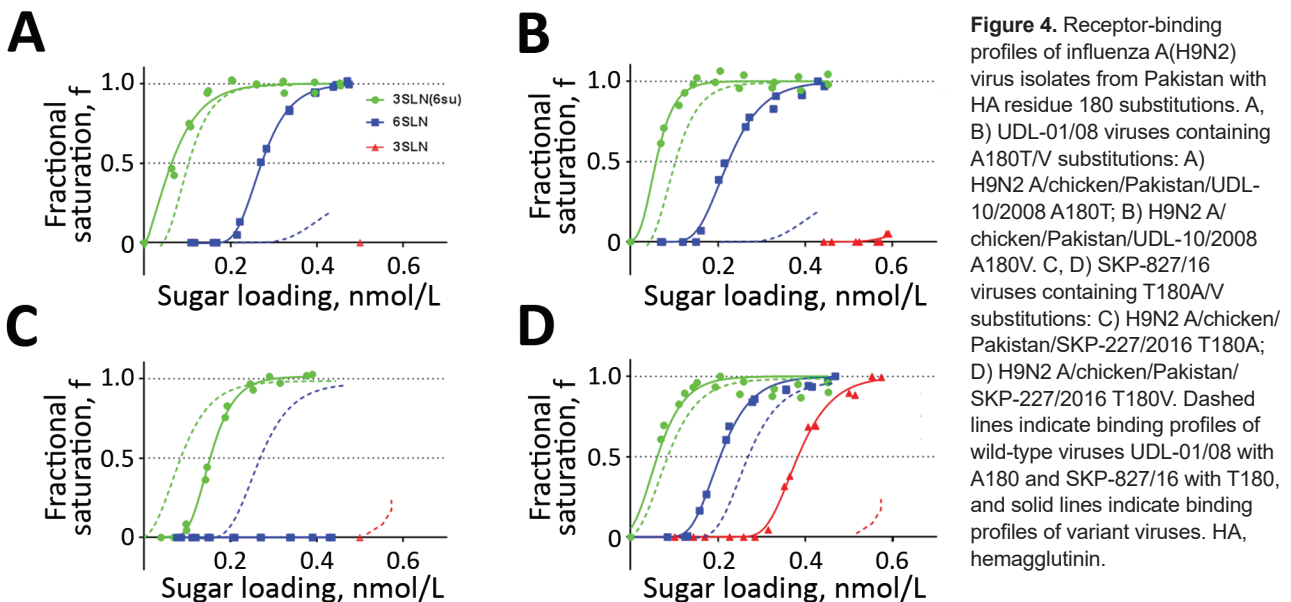 A
Fractional
saturation, f
1.0
0.5
0
0.2
0.4
0.6
Sugar loading, nmol/L
3SLN(6su)
6SLN
3SLN
B
Fractional
saturation, f
1.0
0.5
0
0.2
0.4
0.6
Sugar loading, nmol/L
C
Fractional
saturation, f
1.0
0.5
0
0.2
0.4
0.6
Sugar loading, nmol/L
D
Fractional
saturation, f
1.0
0.5
0
0.2
0.4
0.6
Sugar loading, nmol/L
Figure 4. Receptor-binding
profiles of influenza A(H9N2)
virus isolates from Pakistan with
HA residue 180 substitutions. A,
B) UDL-01/08 viruses containing
A180T/V substitutions: A)
H9N2 A/chicken/Pakistan/UDL-
10/2008 A180T; B) H9N2 A/
chicken/Pakistan/UDL-10/2008
A180V. C, D) SKP-827/16
viruses containing T180A/V
substitutions: C) H9N2 A/chicken/
Pakistan/SKP-227/2016 T180A;
D) H9N2 A/chicken/Pakistan/
SKP-227/2016 T180V. Dashed
lines indicate binding profiles of
wild-type viruses UDL-01/08 with
A180 and SKP-827/16 with T180,
and solid lines indicate binding
profiles of variant viruses. HA,
hemagglutinin.